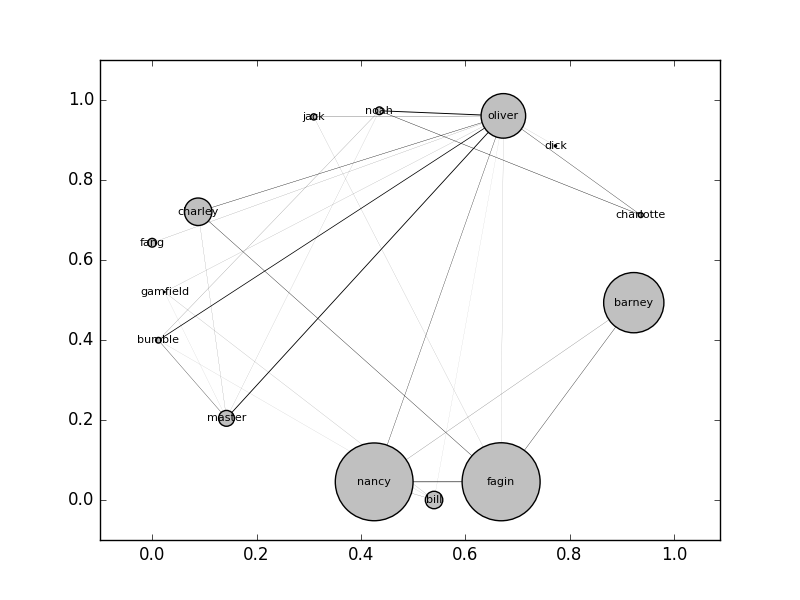 1.0
0.8
0.6
0.4
0.2
0.0
jack
noah
oliver
dick
charley
charlotte
fang
gamfield
barney
bumble
master
nancy
fagin
bill
0.0 0.2 0.4 0.6 0.8 1.0